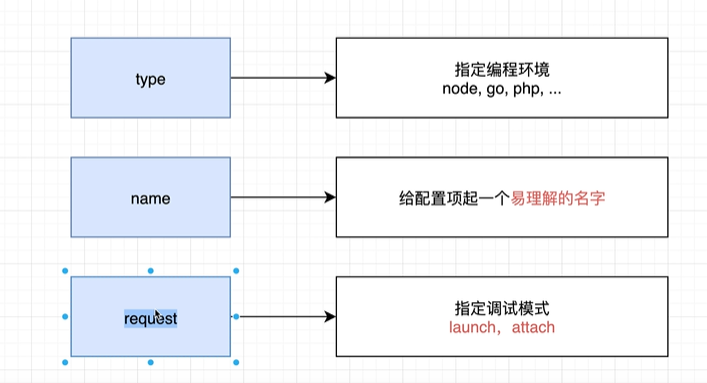 type
指定编程环境
node, go, php, ...
name
给配置项起一个易理解的名字
request
指定调试模式
launch，attach